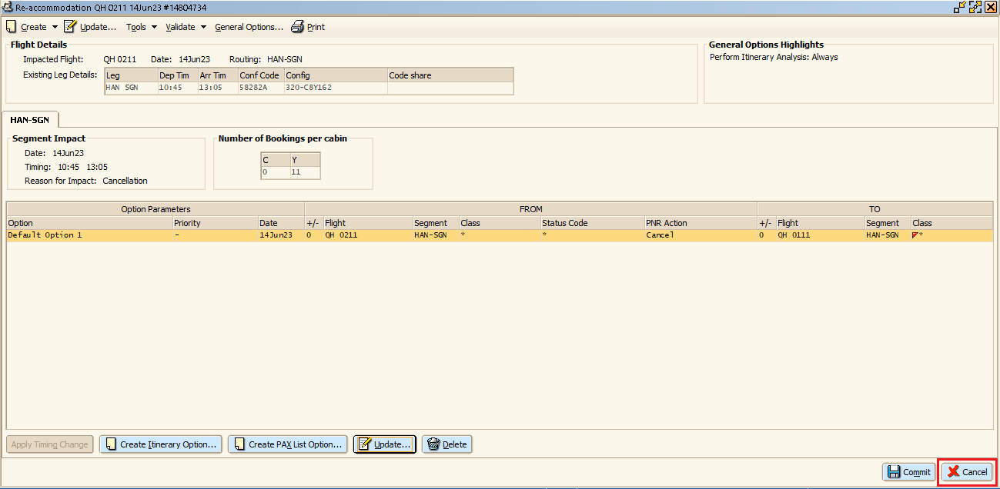 Re-accommodation QH 0211 14Jun23 #14804734
Create Update... Tools Validate General Options... Print
Flight Details
Impacted Flight: QH 0211 Date: 14Jun23 Routing: HAN-SGN
Existing Leg Details:
Leg Dep Tim Arr Tim Conf Code Config Code share
HAN SGN 10:45 13:05 58282A 320-C8Y162
General Options Highlights
Perform Itinerary Analysis: Always
HAN-SGN
Segment Impact
Date: 14Jun23
Timing: 10:45 13:05
Reason for Impact: Cancellation
Number of Bookings per cabin
C Y
0 11
Option Parameters FROM TO
Option Priority Date +/- Flight Segment Class Status Code PNR Action +/- Flight Segment Class
Default Option 1 - 14Jun23 0 QH 0211 HAN-SGN * * Cancel 0 QH 0111 HAN-SGN *
Apply Timing Change Create Itinerary Option... Create PAX List Option... Update... Delete
Commit Cancel